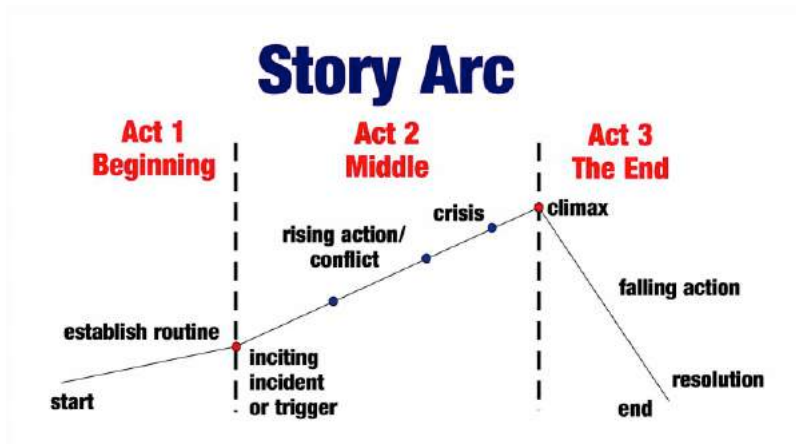 Story Arc
Act 1
Beginning
Act 2
Middle
Act 3
The End
establish routine
start
inciting
incident
or trigger
rising action/
conflict
crisis
climax
falling action
resolution
end